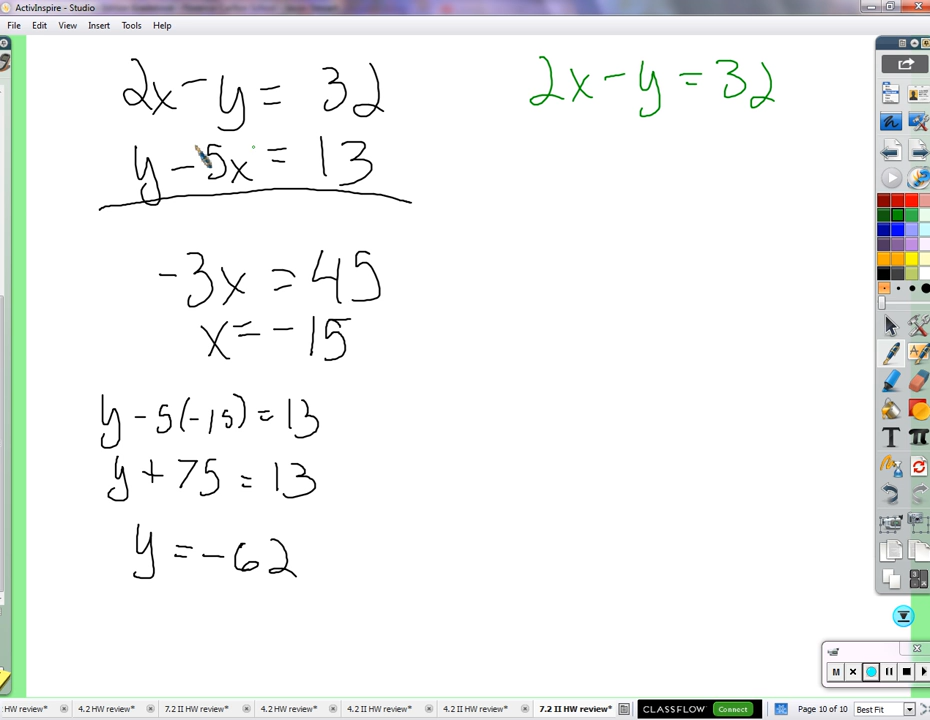 ActivInspire - Studio
File Edit View Insert Tools Help
2x - y = 32
y - 5x = 13
-3x = 45
x = -15
y - 5(-15) = 13
y + 75 = 13
y = -62
2x - y = 32
HW review* 4.2 HW review* 7.2 II HW review* 4.2 HW review* 4.2 II HW review* 4.2 II HW review* 7.2 II HW review* CLASSFLOW Connect Page 10 of 10 Best Fit